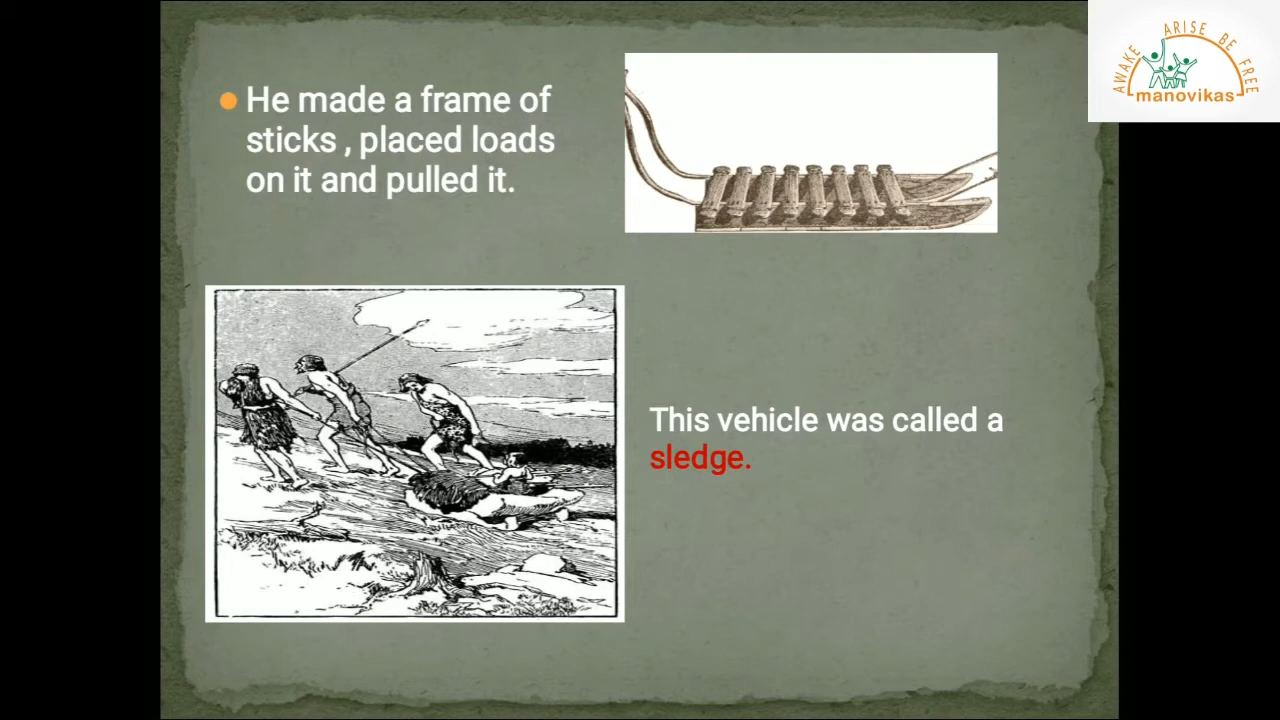 He made a frame of
sticks , placed loads
on it and pulled it.
AWAKE ARISE BE FREE
manovikas
This vehicle was called a
sledge.